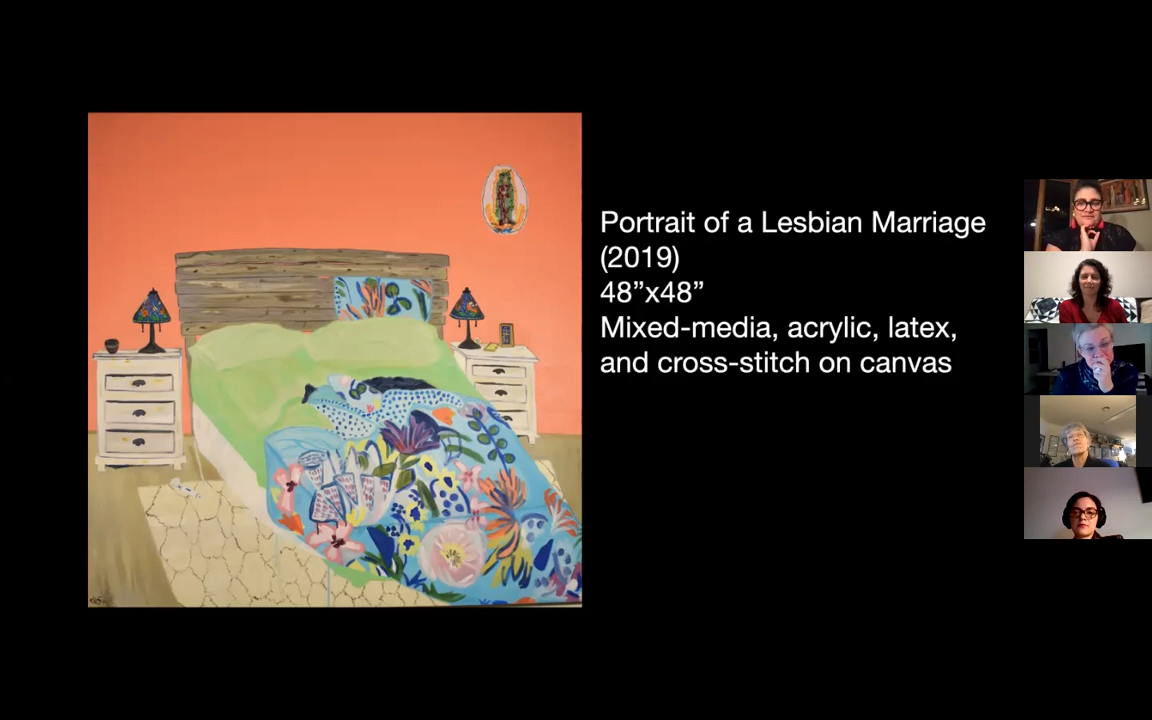 Portrait of a Lesbian Marriage
(2019)
48”x48”
Mixed-media, acrylic, latex,
and cross-stitch on canvas